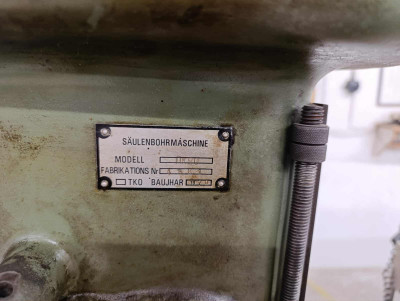 SÄULENBOHRMASCHINE
MODELL
FABRIKATIONS Nr
TKO BAUJHAR